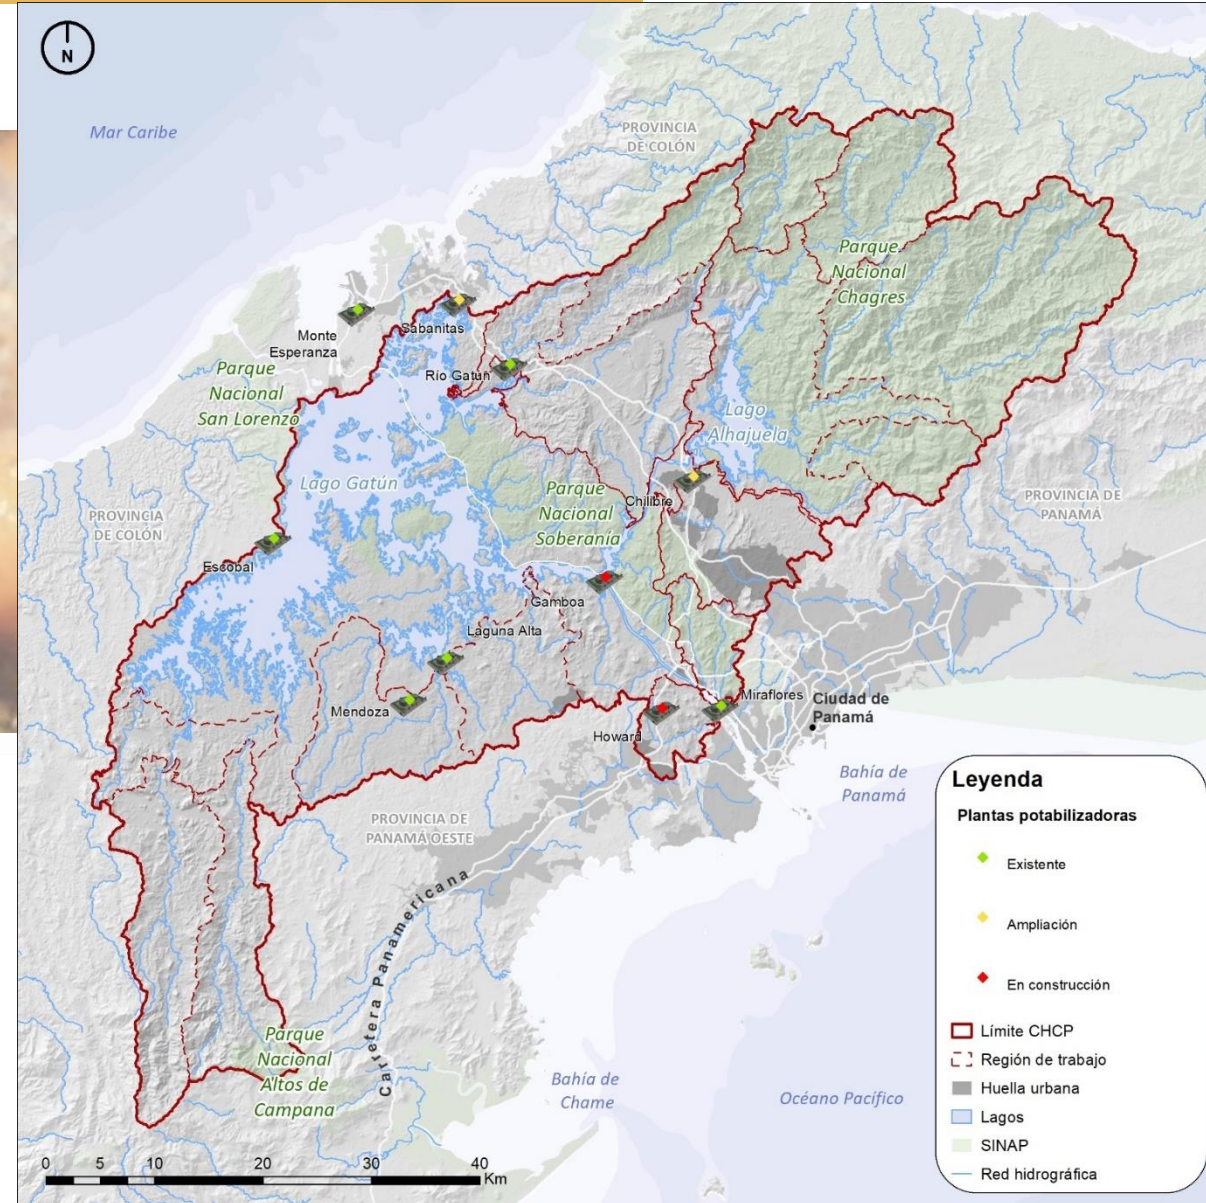 N
Mar Caribe
PROVINCIA
DE COLÓN
Parque
Nacional
Chagres
Monte
Esperanza
Sabanitas
Río Gatún
Parque
Nacional
San Lorenzo
Lago
Alhajuela
Lago Gatún
Parque
Nacional
Soberanía
Chilibre
PROVINCIA DE
PANAMÁ
PROVINCIA
DE COLÓN
Escobal
Gamboa
Laguna Alta
Mendoza
Miraflores
Howard
Ciudad de
Panamá
Bahía de
Panamá
PROVINCIA DE
PANAMÁ OESTE
Carretera Panamericana
Parque
Nacional
Altos de
Campana
Bahía de
Chame
Océano Pacífico
Leyenda
Plantas potabilizadoras
Existente
Ampliación
En construcción
Límite CHCP
Región de trabajo
Huella urbana
Lagos
SINAP
Red hidrográfica
0 5 10 20 30 40
Km